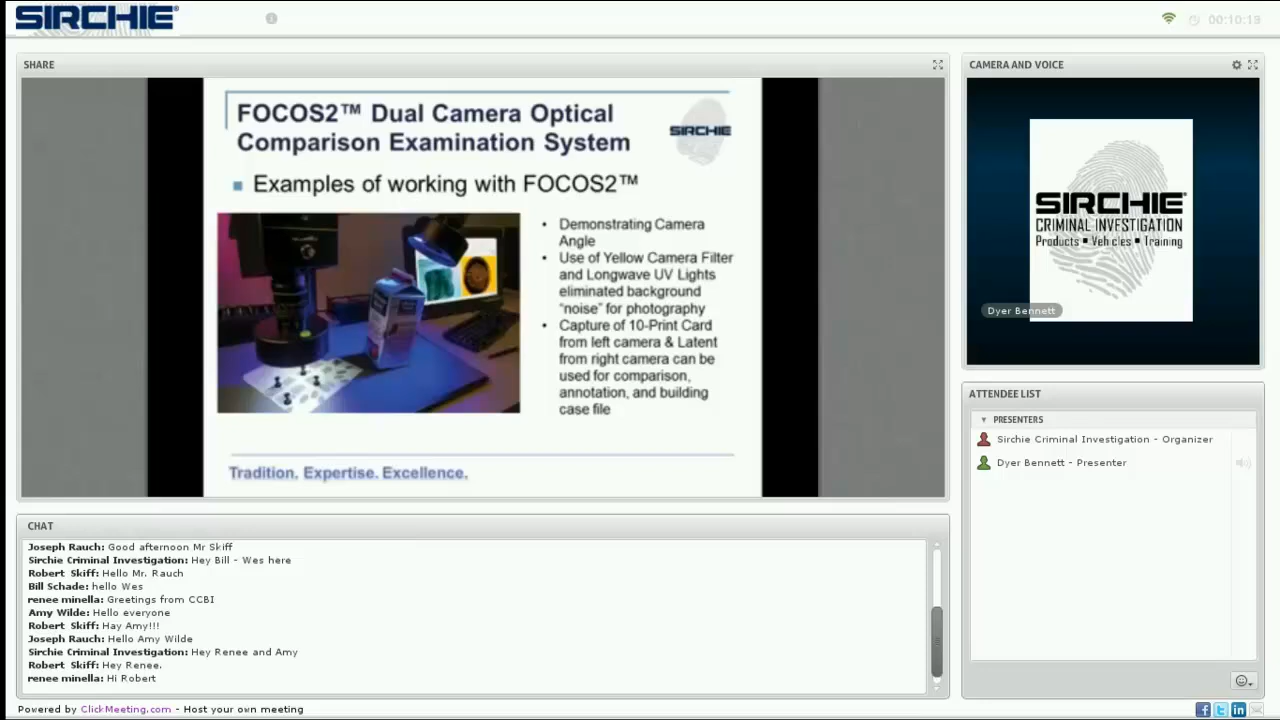 SIRCHIE®
00:10:19
SHARE
FOCOS2™ Dual Camera Optical
Comparison Examination System
SIRCHIE
Examples of working with FOCOS2™
• Demonstrating Camera
Angle
• Use of Yellow Camera Filter
and Longwave UV Lights
eliminated background
“noise” for photography
• Capture of 10-Print Card
from left camera & Latent
from right camera can be
used for comparison,
annotation, and building
case file
Tradition. Expertise. Excellence.
CAMERA AND VOICE
SIRCHIE®
CRIMINAL INVESTIGATION
Products ▪ Vehicles ▪ Training
Dyer Bennett
ATTENDEE LIST
PRESENTERS
Sirchie Criminal Investigation - Organizer
Dyer Bennett - Presenter
CHAT
Joseph Rauch: Good afternoon Mr Skiff
Sirchie Criminal Investigation: Hey Bill - Wes here
Robert Skiff: Hello Mr. Rauch
Bill Schade: hello Wes
renee minella: Greetings from CCBI
Amy Wilde: Hello everyone
Robert Skiff: Hay Amy!!!
Joseph Rauch: Hello Amy Wilde
Sirchie Criminal Investigation: Hey Renee and Amy
Robert Skiff: Hey Renee.
renee minella: Hi Robert
Powered by ClickMeeting.com - Host your own meeting